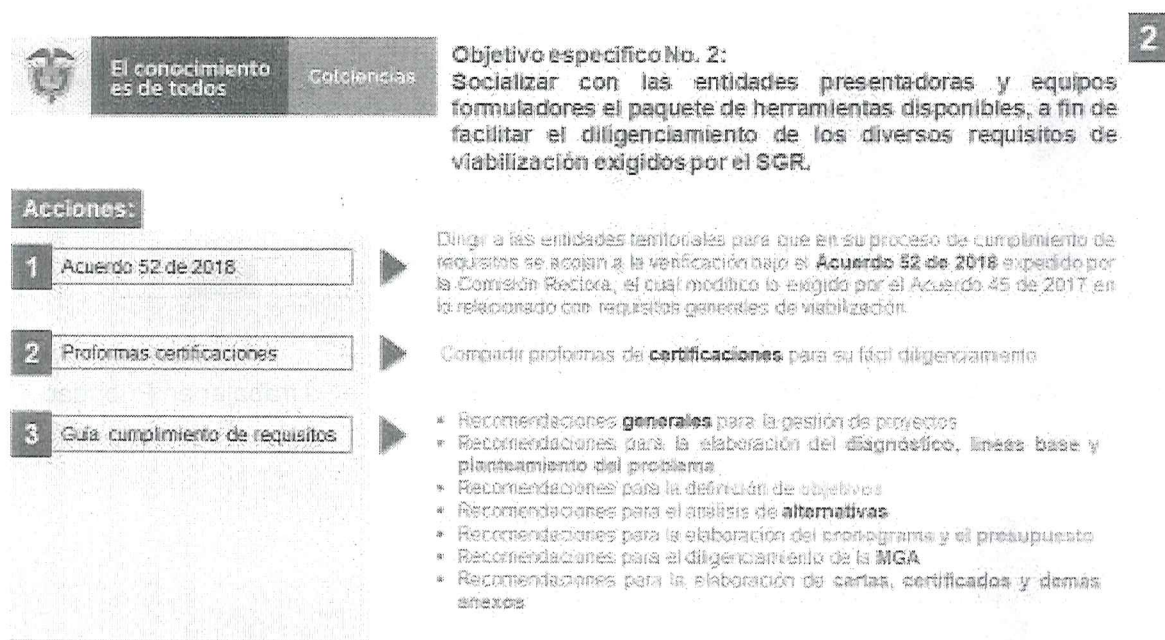 2
El conocimiento
es de todos
Colciencias
Objetivo específico No. 2:
Socializar con las entidades presentadoras y equipos
formuladores el paquete de herramientas disponibles, a fin de
facilitar el diligenciamiento de los diversos requisitos de
viabilización exigidos por el SGR.
Acciones:
1 Acuerdo 52 de 2018
Dirigir a las entidades territoriales para que en su proceso de cumplimiento de
requisitos se acojan a la verificación bajo el Acuerdo 52 de 2018 expedido por
la Comisión Rectora, el cual modificó lo exigido por el Acuerdo 45 de 2017 en
lo relacionado con requisitos generales de viabilización.
2 Proformas certificaciones
Compartir proformas de certificaciones para su fácil diligenciamiento
3 Guía cumplimiento de requisitos
• Recomendaciones generales para la gestión de proyectos
• Recomendaciones para la elaboración del diagnóstico, líneas base y
planteamiento del problema
• Recomendaciones para la definición de objetivos
• Recomendaciones para el análisis de alternativas
• Recomendaciones para la elaboración del cronograma y el presupuesto
• Recomendaciones para el diligenciamiento de la MGA
• Recomendaciones para la elaboración de cartas, certificados y demás
anexos